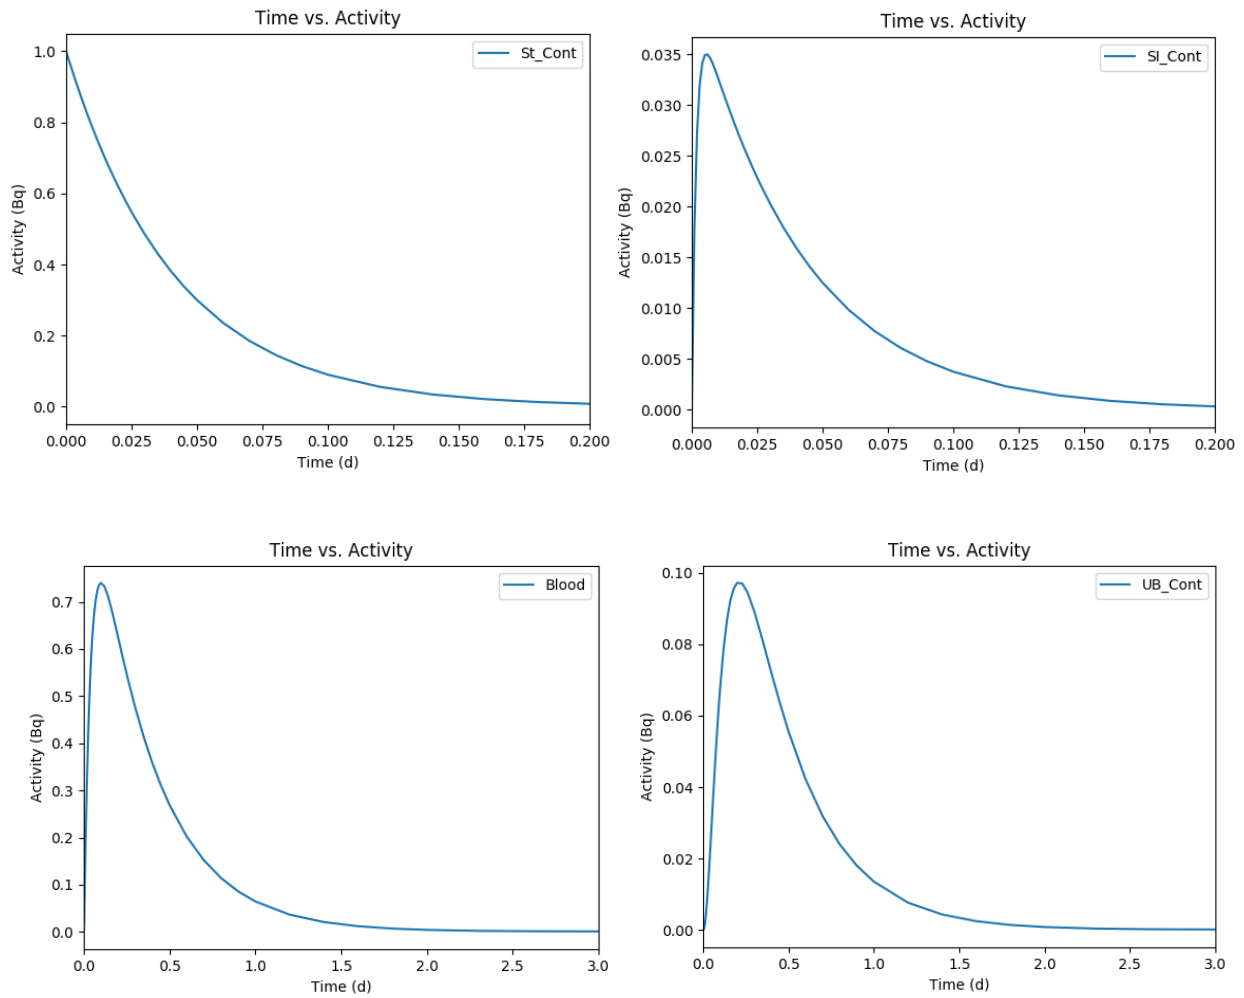 Time vs. Activity
St_Cont
Activity (Bq)
1.0
0.8
0.6
0.4
0.2
0.0
0.000 0.025 0.050 0.075 0.100 0.125 0.150 0.175 0.200
Time (d)
Time vs. Activity
SI_Cont
Activity (Bq)
0.035
0.030
0.025
0.020
0.015
0.010
0.005
0.000
0.000 0.025 0.050 0.075 0.100 0.125 0.150 0.175 0.200
Time (d)
Time vs. Activity
Blood
Activity (Bq)
0.7
0.6
0.5
0.4
0.3
0.2
0.1
0.0
0.0 0.5 1.0 1.5 2.0 2.5 3.0
Time (d)
Time vs. Activity
UB_Cont
Activity (Bq)
0.10
0.08
0.06
0.04
0.02
0.00
0.0 0.5 1.0 1.5 2.0 2.5 3.0
Time (d)